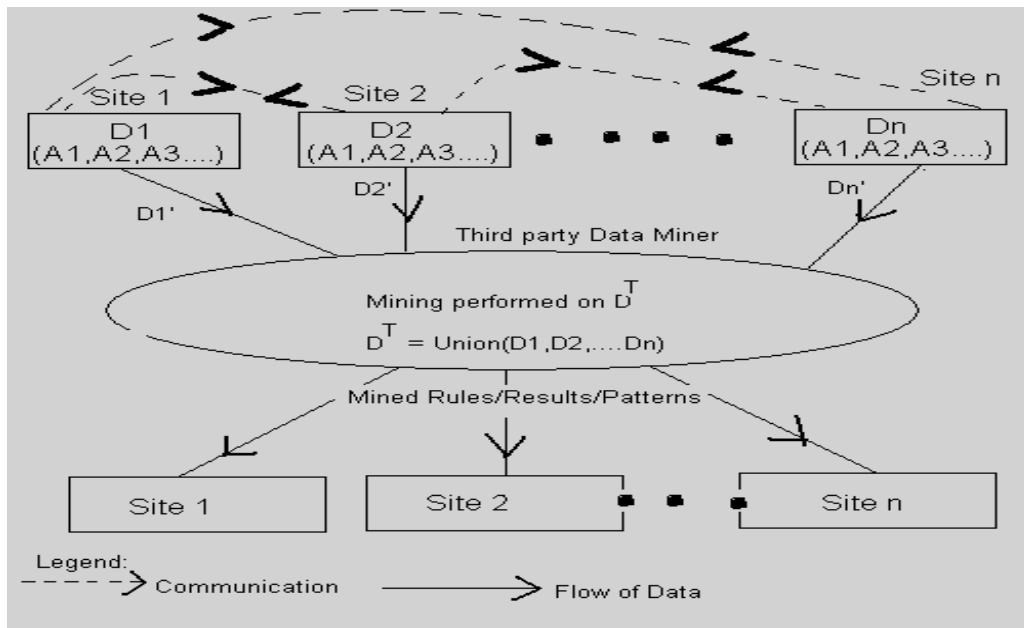 Site 1
Site 2
Site n
D1
(A1,A2,A3....)
D2
(A1,A2,A3....)
Dn
(A1,A2,A3....)
D1'
D2'
Dn'
Third party Data Miner
Mining performed on D^T
D^T = Union(D1,D2,....Dn)
Mined Rules/Results/Patterns
Site 1
Site 2
Site n
Legend:
Communication
Flow of Data